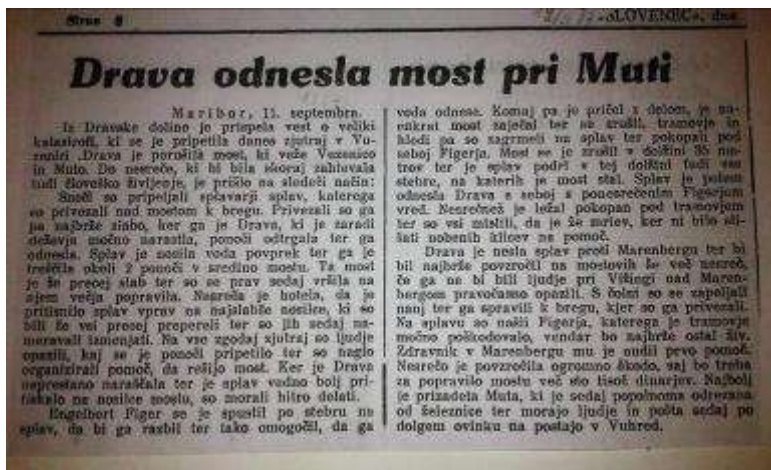 Stran 8
SLOVENEC«, dne
Drava odnesla most pri Muti
Maribor, 11. septembra.
Iz Dravske doline je prispela vest o veliki
katastrofi, ki se je pripetila danes zjutraj v Vu-
zenici. Drava je porušila most, ki veže Vuzenico
in Muto. Do nesreče, ki bi bila skoraj zahtevala
tudi človeško življenje, je prišlo na sledeči način:
Snoči so pripeljali splavarji splav, katerega
so privezali nad mostom k bregu. Privezali so ga
pa najbrže slabo, ker ga je Drava, ki je zaradi
deževja močno narastla, ponoči odtrgala ter ga
odnesla. Splav je nosila voda povprek ter ga je
treščila okoli 2 ponoči v sredino mostu. Ta most
je že precej slab ter so se prav sedaj vršila na
njem večja popravila. Nesreča je hotela, da je
pritisnilo splav vprav na najslabše nosilce, ki so
bili že vsi precej prepereli ter so jih sedaj na-
meravali izmenjati. Na vse zgodaj zjutraj so ljudje
opazili, kaj se je ponoči pripetilo ter so naglo
organizirali pomoč, da rešijo most. Ker je Drava
neprestano naraščala ter je splav vedno bolj pri-
tiskalo na nosilce mostu, so morali hitro delati.
Engelbert Figer se je spustil po stebru na
splav, da bi ga razbil ter tako omogočil, da ga
voda odnese. Komaj pa je pričel z delom, je na-
enkrat most zaječal ter se zrušil, tramovje in
hlodi pa so zagrmeli na splav ter pokopali pod
seboj Figerja. Most se je zrušil v dolžini 35 me-
trov ter je splav podrl v tej dolžini tudi vse
stebre, na katerih je most stal. Splav je potem
odnesla Drava s seboj s ponesrečenim Figerjem
vred. Nesrečnež je ležal pokopan pod tramovjem
ter so vsi mislili, da je že mrtev, ker ni bilo sli-
šati nobenih klicev na pomoč.
Drava je nesla splav proti Marenbergu ter bi
bil najbrže povzročil na mostovih še več nesreč,
če ga ne bi bili ljudje pri Vižingi nad Maren-
bergom pravočasno opazili. S čolni so se zapeljali
nanj ter ga spravili k bregu, kjer so ga privezali.
Na splavu so našli Figerja, katerega je tramovje
močno poškodovalo, vendar bo najbrže ostal živ.
Zdravnik v Marenbergu mu je nudil prvo pomoč.
Nesreča je povzročila ogromno škodo, saj bo treba
za popravilo mostu več sto tisoč dinarjev. Najbolj
je prizadeta Muta, ki je sedaj popolnoma odrezana
od železnice ter morajo ljudje in pošta sedaj po
dolgem ovinku na postajo v Vuhred.